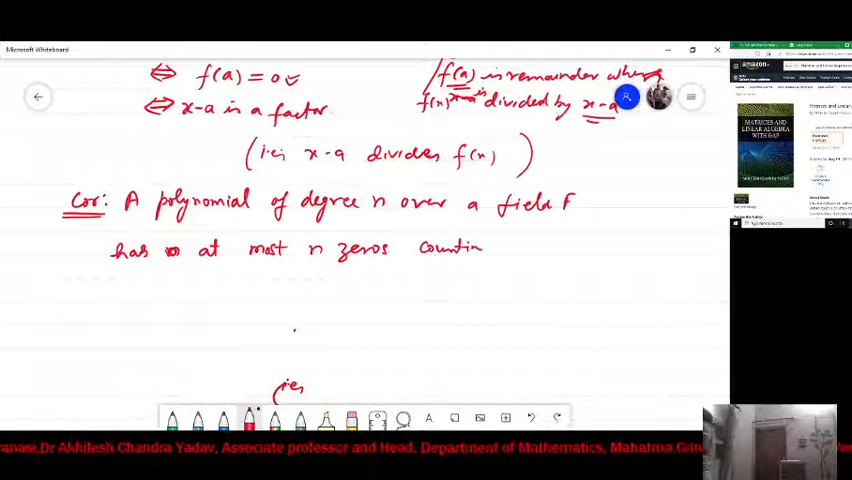 Microsoft Whiteboard
⇔ f(a) = 0 ✓
/f(a) is remainder when
⇔ x-a is a factor.
f(x) is divided by x-a
(i.e; x-a divides f(x))
Cor: A polynomial of degree n over a field F
has at most n zeros countin
(i.e;
amazon
MATRICES AND
LINEAR ALGEBRA
WITH GAP
ranasi,Dr Akhilesh Chandra Yadav, Associate professor and Head, Department of Mathematics, Mahatma Gan